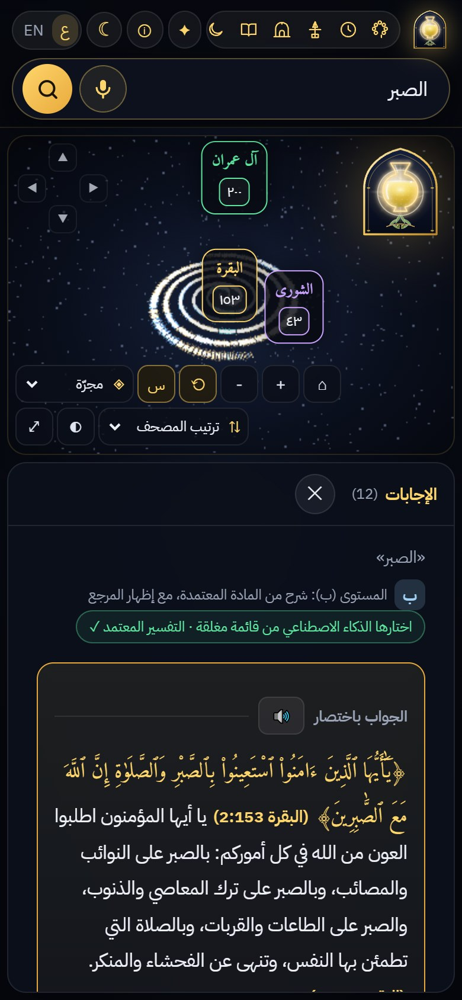 ع EN
الصبر
آل عمران
٢٠٠
البقرة
١٥٣
الشورى
٤٣
مجرّة
س
-
+
ترتيب المصحف
الإجابات (12)
«الصبر»
ب المستوى (ب): شرح من المادة المعتمدة، مع إظهار المرجع
اختارها الذكاء الاصطناعي من قائمة مغلقة · التفسير المعتمد ✓
الجواب باختصار
﴿يَٰٓأَيُّهَا ٱلَّذِينَ ءَامَنُواْ ٱسْتَعِينُواْ بِٱلصَّبْرِ وَٱلصَّلَوٰةِ إِنَّ ٱللَّهَ
مَعَ ٱلصَّٰبِرِينَ﴾ (البقرة 2:153) يا أيها المؤمنون اطلبوا
العون من الله في كل أموركم: بالصبر على النوائب
والمصائب، وبالصبر على ترك المعاصي والذنوب،
والصبر على الطاعات والقربات، وبالصلاة التي
تطمئن بها النفس، وتنهى عن الفحشاء والمنكر.